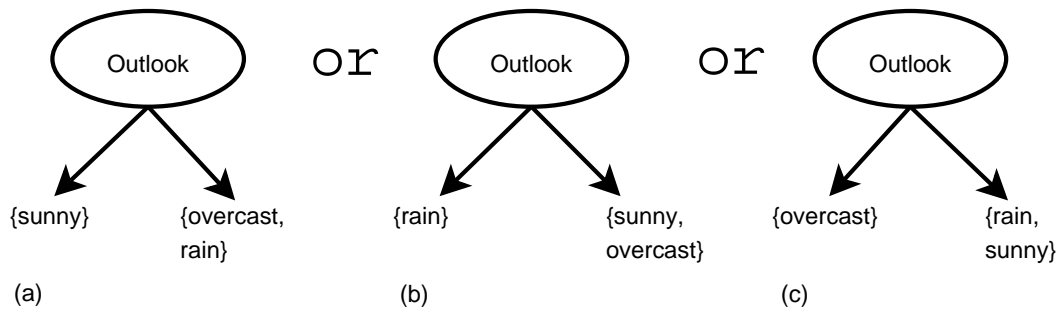 Outlook or Outlook or Outlook
{sunny} {overcast, rain}
{rain} {sunny, overcast}
{overcast} {rain, sunny}
(a) (b) (c)